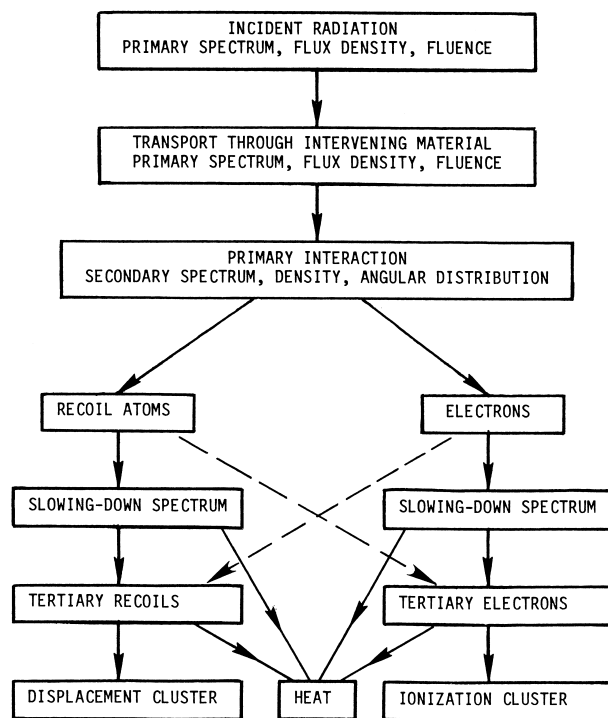 INCIDENT RADIATION
PRIMARY SPECTRUM, FLUX DENSITY, FLUENCE
TRANSPORT THROUGH INTERVENING MATERIAL
PRIMARY SPECTRUM, FLUX DENSITY, FLUENCE
PRIMARY INTERACTION
SECONDARY SPECTRUM, DENSITY, ANGULAR DISTRIBUTION
RECOIL ATOMS
ELECTRONS
SLOWING-DOWN SPECTRUM
SLOWING-DOWN SPECTRUM
TERTIARY RECOILS
TERTIARY ELECTRONS
DISPLACEMENT CLUSTER
HEAT
IONIZATION CLUSTER